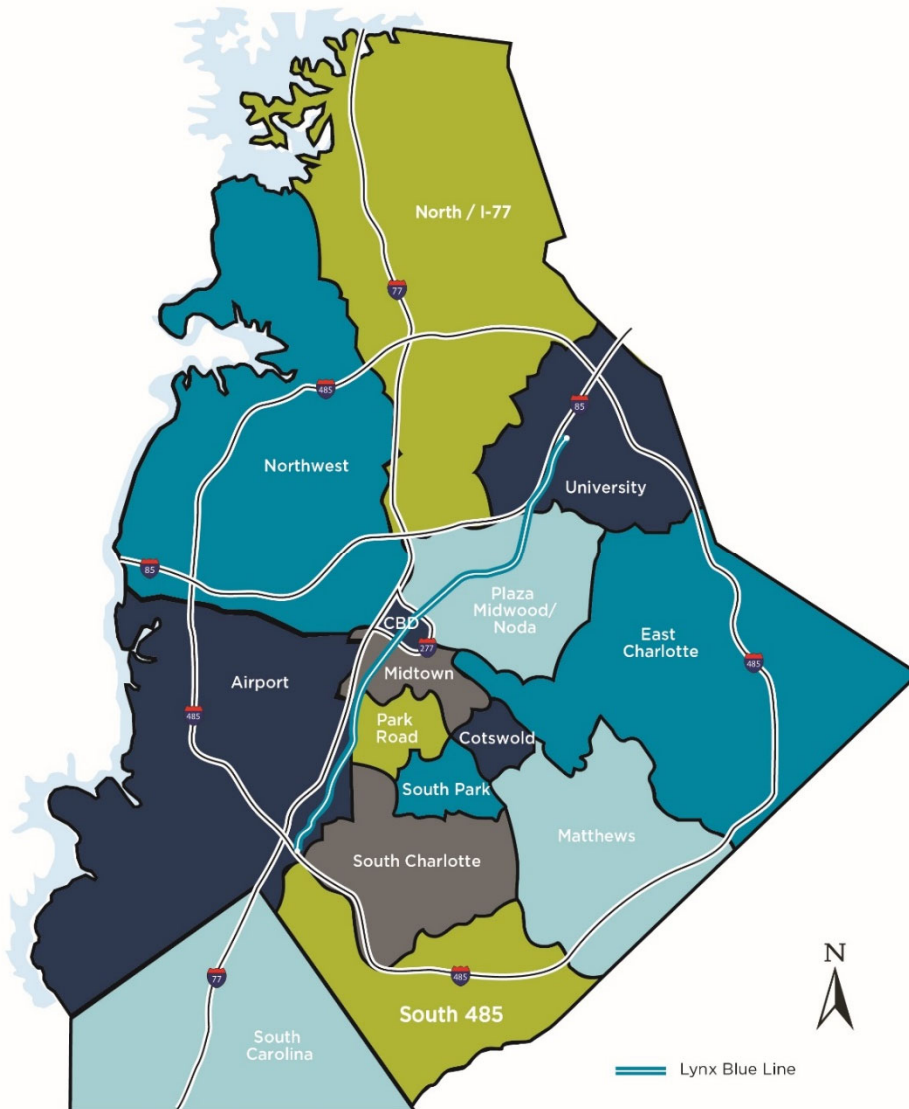 North / I-77
77
485
85
Northwest
University
85
Plaza
Midwood/
Noda
CBD
East
Charlotte
277
Midtown
485
Airport
485
Park
Road
Cotswold
South Park
Matthews
South Charlotte
N
77
485
South 485
South
Carolina
Lynx Blue Line